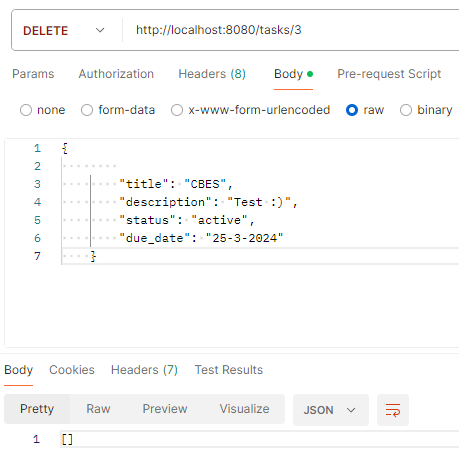 DELETE http://localhost:8080/tasks/3
Params Authorization Headers (8) Body Pre-request Script
none form-data x-www-form-urlencoded raw binary
1 {
2
3 "title": "CBES",
4 "description": "Test :)",
5 "status": "active",
6 "due_date": "25-3-2024"
7 }
Body Cookies Headers (7) Test Results
Pretty Raw Preview Visualize JSON
1 []